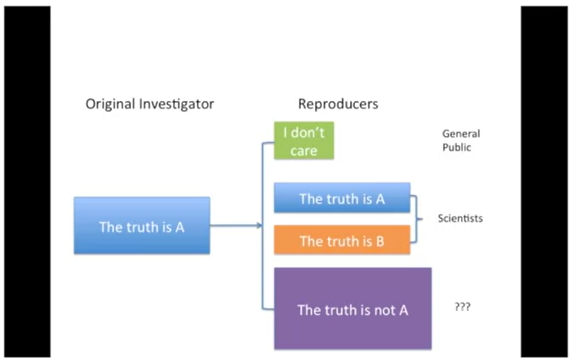 Original Investigator
Reproducers
I don't
care
General
Public
The truth is A
The truth is A
The truth is B
Scientists
The truth is not A
???